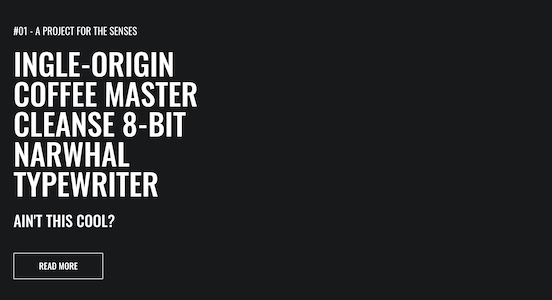 #01 - A PROJECT FOR THE SENSES
INGLE-ORIGIN
COFFEE MASTER
CLEANSE 8-BIT
NARWHAL
TYPEWRITER
AIN'T THIS COOL?
READ MORE